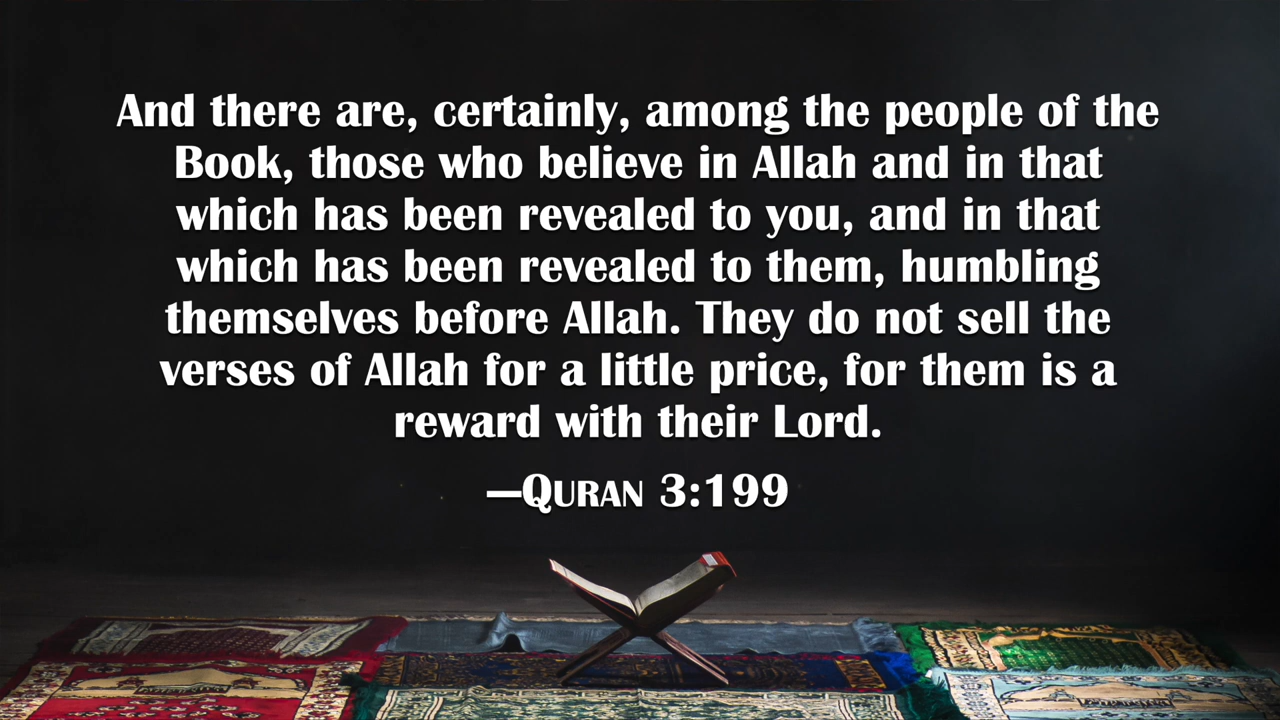 And there are, certainly, among the people of the
Book, those who believe in Allah and in that
which has been revealed to you, and in that
which has been revealed to them, humbling
themselves before Allah. They do not sell the
verses of Allah for a little price, for them is a
reward with their Lord.
—QURAN 3:199